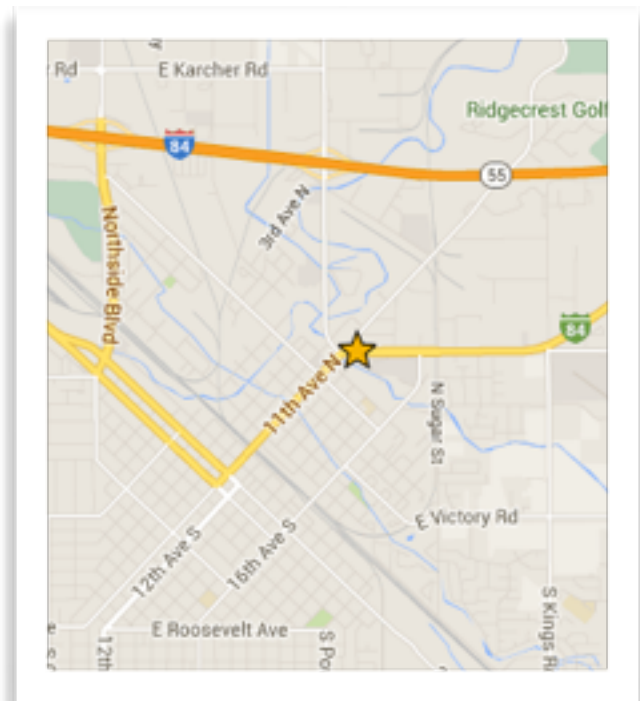 Rd
E Karcher Rd
Ridgecrest Golf
84
55
3rd Ave N
Northside Blvd
84
11th Ave N
N Sugar St
E Victory Rd
12th Ave S
16th Ave S
E Roosevelt Ave
12th
S Po
S Kings R